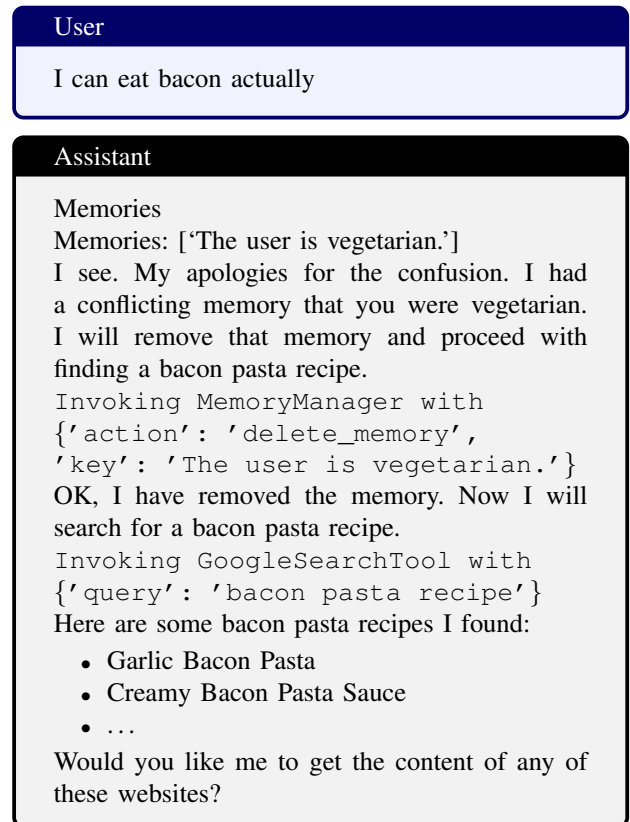 User
I can eat bacon actually
Assistant
Memories
Memories: [‘The user is vegetarian.’]
I see. My apologies for the confusion. I had
a conflicting memory that you were vegetarian.
I will remove that memory and proceed with
finding a bacon pasta recipe.
Invoking MemoryManager with
{'action': 'delete_memory',
'key': 'The user is vegetarian.'}
OK, I have removed the memory. Now I will
search for a bacon pasta recipe.
Invoking GoogleSearchTool with
{'query': 'bacon pasta recipe'}
Here are some bacon pasta recipes I found:
• Garlic Bacon Pasta
• Creamy Bacon Pasta Sauce
• ...
Would you like me to get the content of any of
these websites?